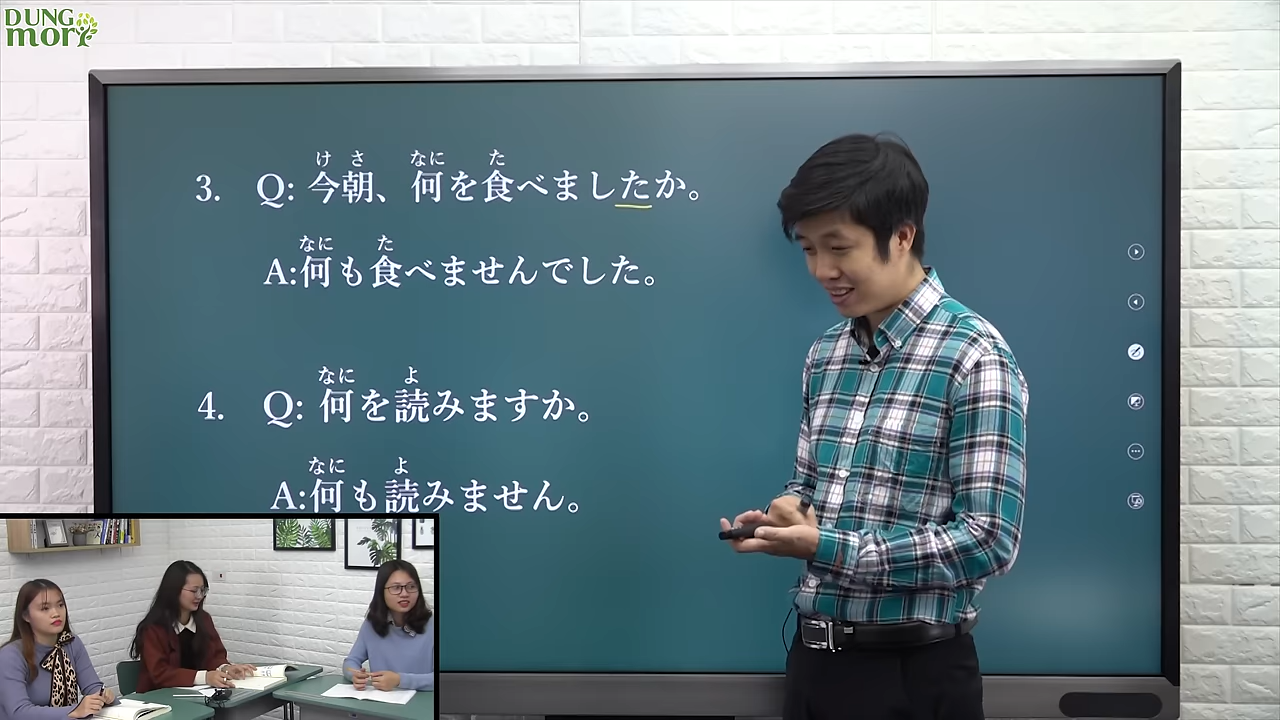 DUNG
mori
けさ なに た
3. Q: 今朝、何を食べましたか。
なに た
A:何も食べませんでした。
なに よ
4. Q: 何を読みますか。
なに よ
A:何も読みません。